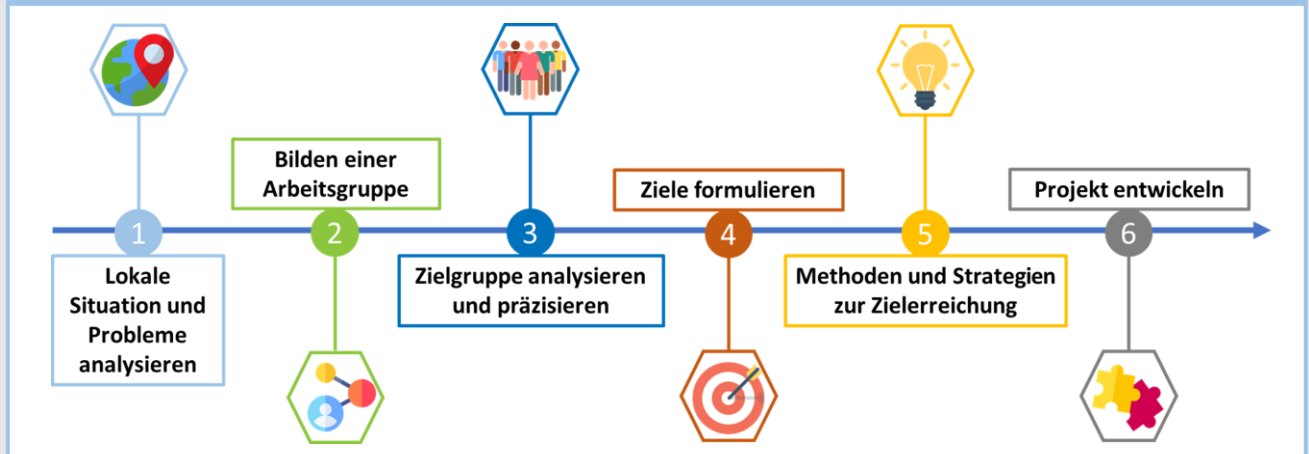 1
Lokale
Situation und
Probleme
analysieren
Bilden einer
Arbeitsgruppe
2
3
Zielgruppe analysieren
und präzisieren
Ziele formulieren
4
5
Methoden und Strategien
zur Zielerreichung
Projekt entwickeln
6